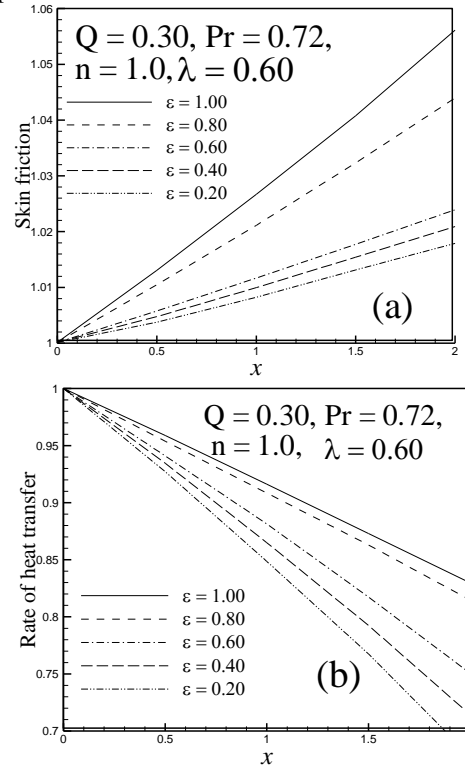 1.06
Q = 0.30, Pr = 0.72,
n = 1.0, λ = 0.60
1.05
ε = 1.00
1.04
ε = 0.80
ε = 0.60
ε = 0.40
1.03
ε = 0.20
Skin friction
1.02
1.01
(a)
1
0 0.5 1 1.5 2
x
1
Q = 0.30, Pr = 0.72,
n = 1.0, λ = 0.60
0.95
0.9
Rate of heat transfer
0.85
0.8
ε = 1.00
ε = 0.80
ε = 0.60
0.75
ε = 0.40
ε = 0.20
(b)
0.7
0 0.5 1 1.5
x